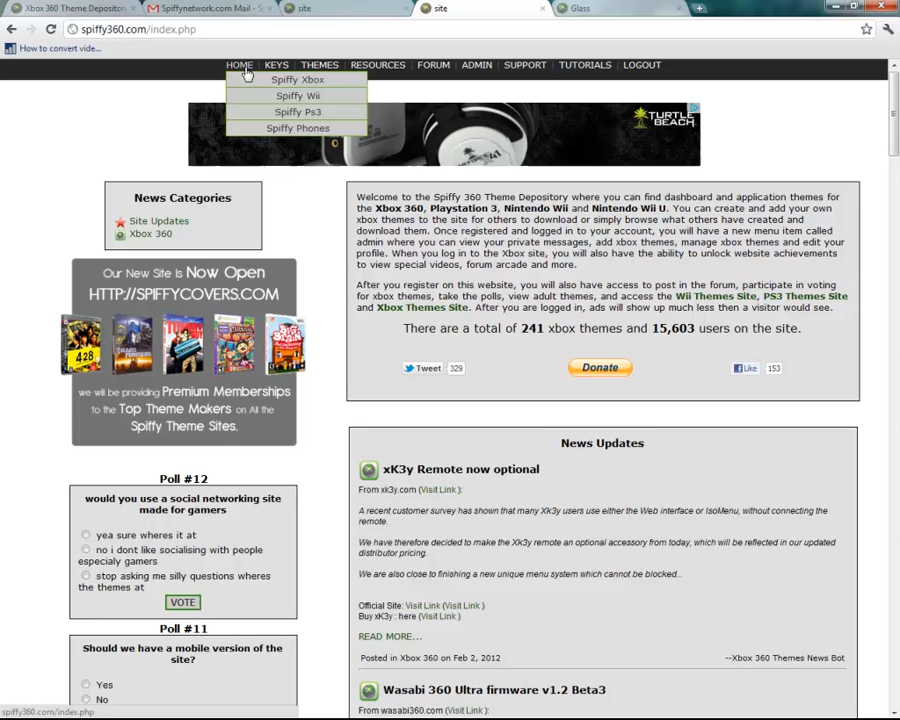 Xbox 360 Theme Depository
Spiffynetwork.com Mail - S
site
site
Glass
spiffy360.com/index.php
How to convert vide...
HOME KEYS THEMES RESOURCES FORUM ADMIN SUPPORT TUTORIALS LOGOUT
Spiffy Xbox
Spiffy Wii
Spiffy Ps3
Spiffy Phones
TURTLE BEACH
News Categories
Site Updates
Xbox 360
Our New Site Is Now Open
HTTP://SPIFFYCOVERS.COM
428
we will be providing Premium Memberships
to the Top Theme Makers on All the
Spiffy Theme Sites.
Poll #12
would you use a social networking site
made for gamers
yea sure wheres it at
no i dont like socialising with people
especialy gamers
stop asking me silly questions wheres
the themes at
VOTE
Poll #11
Should we have a mobile version of the
site?
Yes
No
Welcome to the Spiffy 360 Theme Depository where you can find dashboard and application themes for
the Xbox 360, Playstation 3, Nintendo Wii and Nintendo Wii U. You can create and add your own
xbox themes to the site for others to download or simply browse what others have created and
download them. Once registered and logged in to your account, you will have a new menu item called
admin where you can view your private messages, add xbox themes, manage xbox themes and edit your
profile. When you log in to the Xbox site, you will also have the ability to unlock website achievements
to view special videos, forum arcade and more.
After you register on this website, you will also have access to post in the forum, participate in voting
for xbox themes, take the polls, view adult themes, and access the Wii Themes Site, PS3 Themes Site
and Xbox Themes Site. After you are logged in, ads will show up much less then a visitor would see.
There are a total of 241 xbox themes and 15,603 users on the site.
Tweet 329
Donate
Like 153
News Updates
xK3y Remote now optional
From xk3y.com (Visit Link ):
A recent customer survey has shown that many XK3y users use either the Web interface or IsoMenu, without connecting the
remote.
We have therefore decided to make the XK3y remote an optional accessory from today, which will be reflected in our updated
distributor pricing.
We are also close to finishing a new unique menu system which cannot be blocked...
Official Site: Visit Link (Visit Link )
Buy xK3y : here (Visit Link )
READ MORE...
Posted in Xbox 360 on Feb 2, 2012 --Xbox 360 Themes News Bot
Wasabi 360 Ultra firmware v1.2 Beta3
From wasabi360.com (Visit Link ):
spiffy360.com/index.php